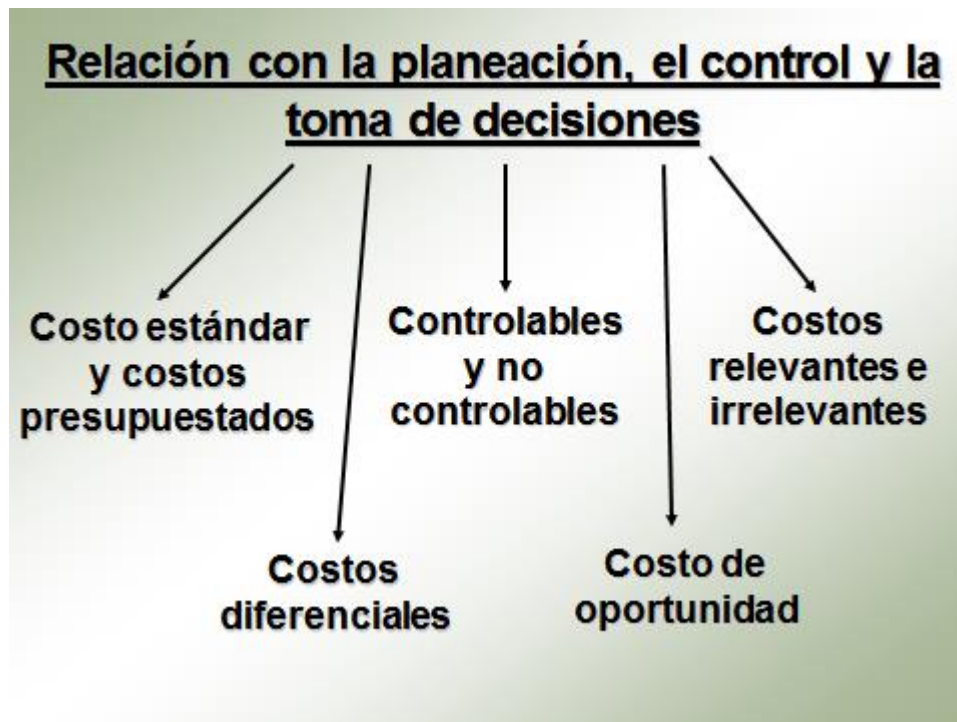 Relación con la planeación, el control y la
toma de decisiones
Costo estándar
y costos
presupuestados
Controlables
y no
controlables
Costos
relevantes e
irrelevantes
Costos
diferenciales
Costo de
oportunidad